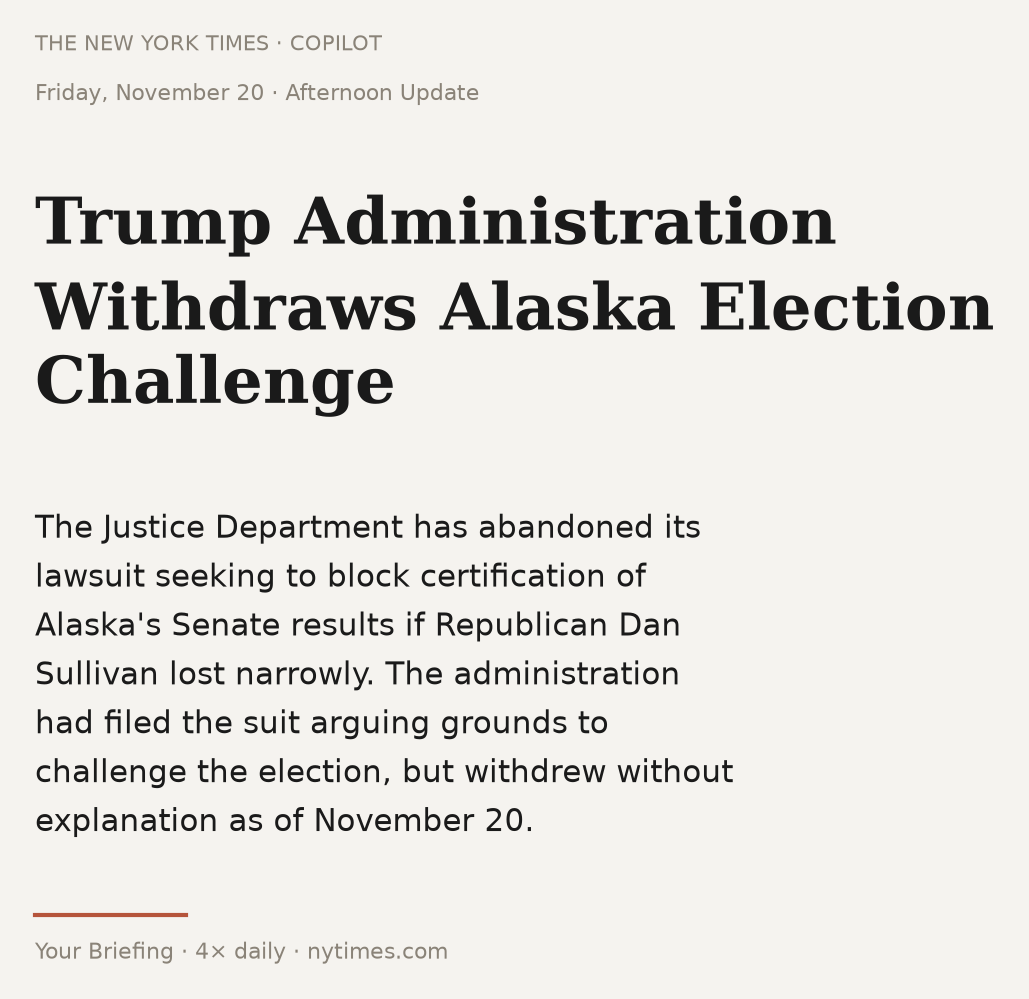 THE NEW YORK TIMES · COPILOT
Friday, November 20 · Afternoon Update
Trump Administration
Withdraws Alaska Election
Challenge
The Justice Department has abandoned its
lawsuit seeking to block certification of
Alaska's Senate results if Republican Dan
Sullivan lost narrowly. The administration
had filed the suit arguing grounds to
challenge the election, but withdrew without
explanation as of November 20.
Your Briefing · 4× daily · nytimes.com